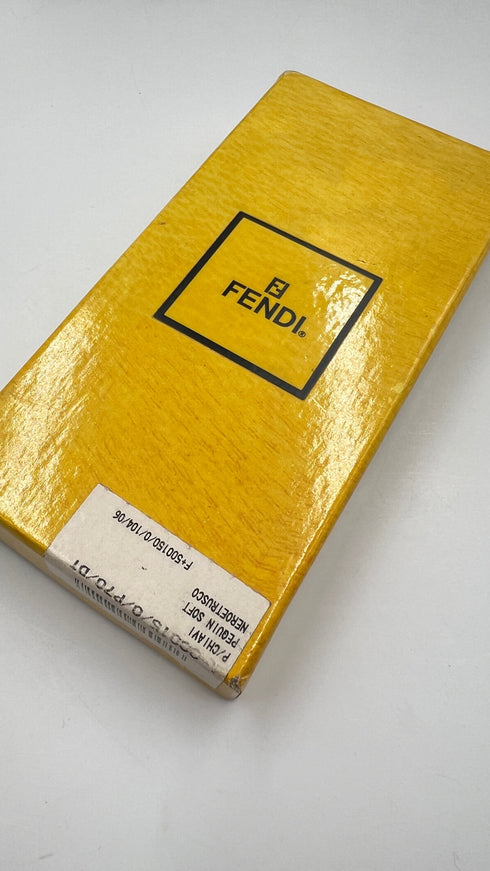 FENDI®
P/CHIAVI
PEQUIN SOFT
NEROETRUSCO
F+500150/0/104/06